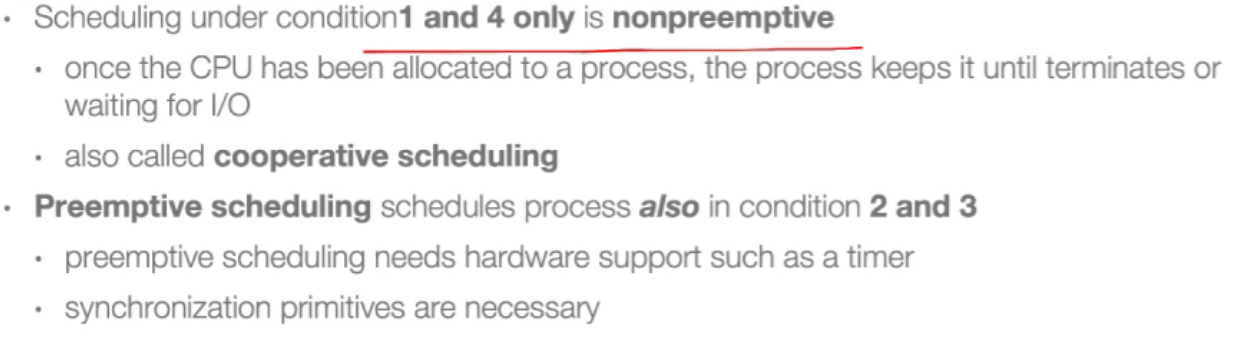 • Scheduling under condition1 and 4 only is nonpreemptive
• once the CPU has been allocated to a process, the process keeps it until terminates or
waiting for I/O
• also called cooperative scheduling
• Preemptive scheduling schedules process also in condition 2 and 3
• preemptive scheduling needs hardware support such as a timer
• synchronization primitives are necessary